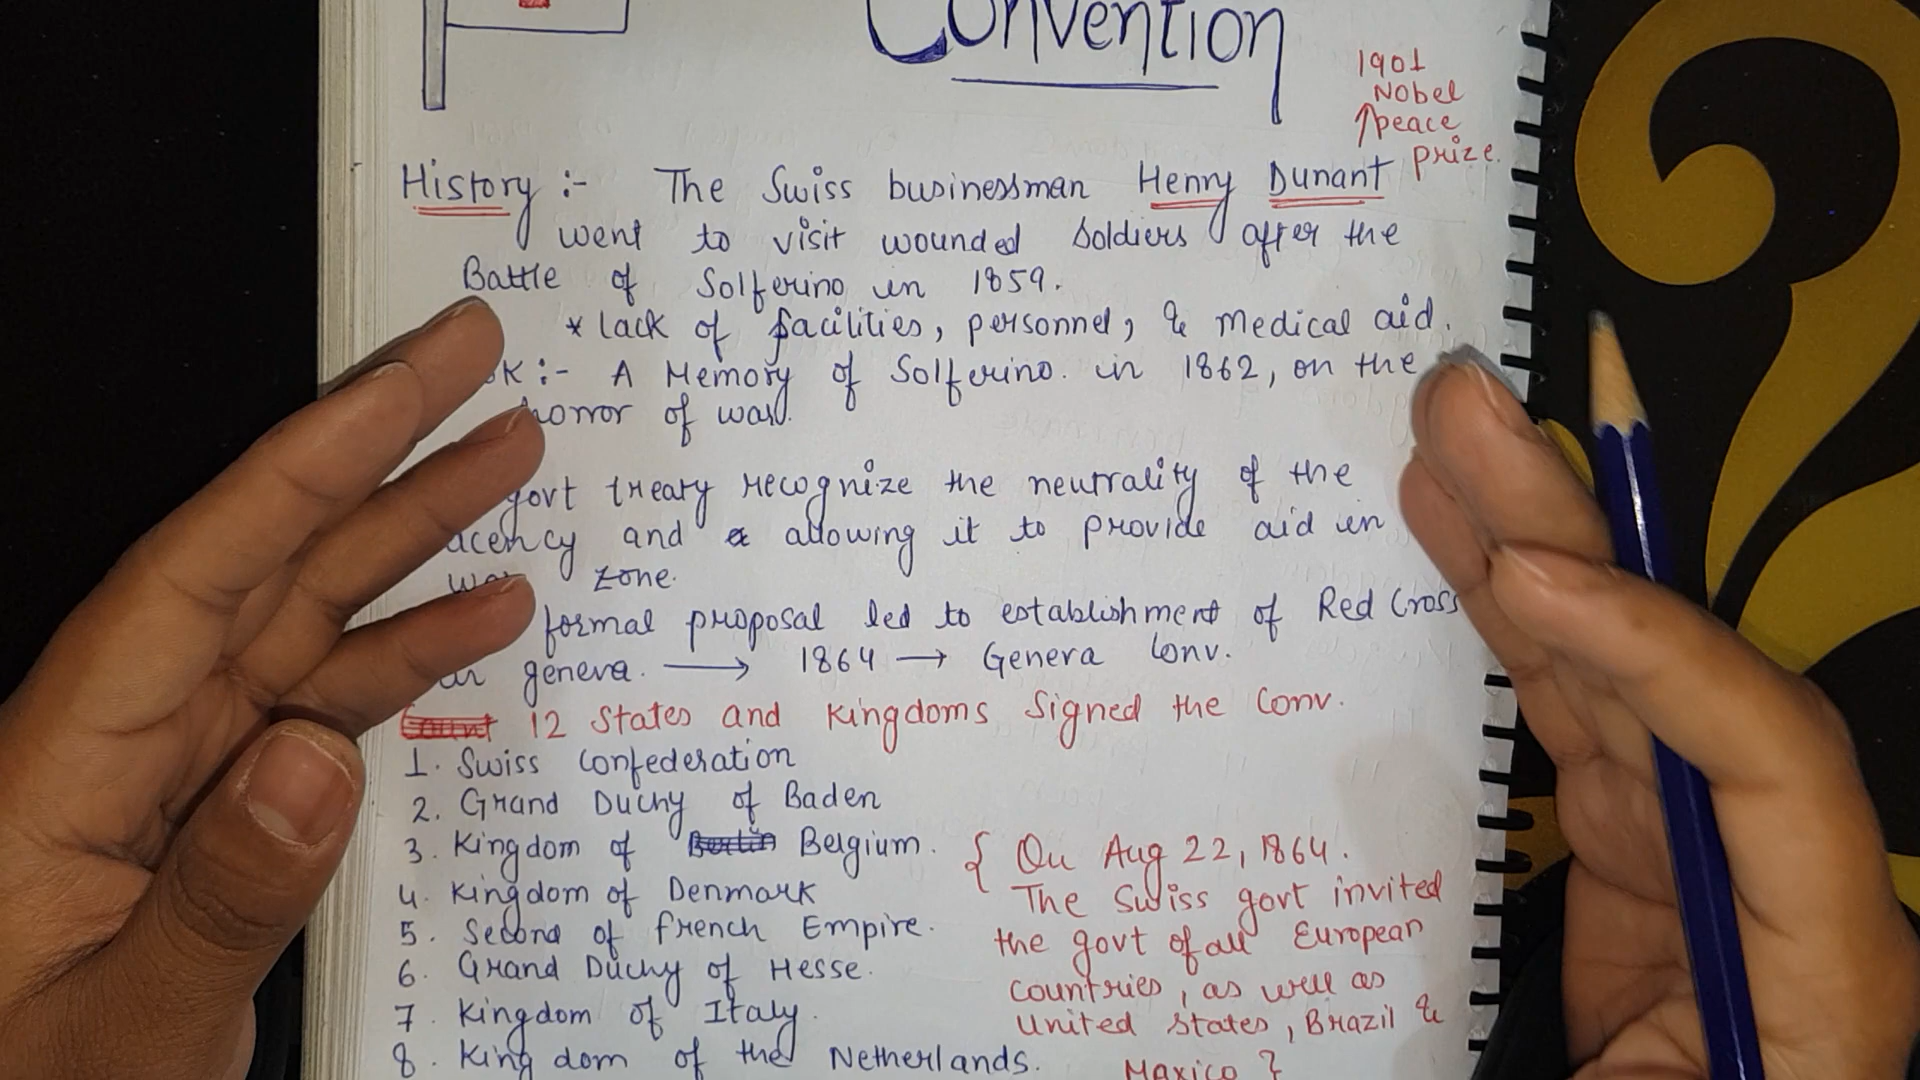 Convention
1901
Nobel
↑peace
prize.
History :- The Swiss businessman Henry Dunant
went to visit wounded soldiers after the
Battle of Solferino in 1859.
* lack of facilities, personnel, & medical aid.
:- A Memory of Solferino. in 1862, on the
horror of war.
govt treaty recognize the neutrality of the
and allowing it to provide aid in
zone.
formal proposal led to establishment of Red Cross
geneva. → 1864 → Geneva Conv.
12 States and Kingdoms Signed the Conv.
1. Swiss Confederation
2. Grand Duchy of Baden
3. Kingdom of Belgium.
4. Kingdom of Denmark
5. Second of french Empire.
6. Grand Duchy of Hesse.
7. Kingdom of Italy.
8. Kingdom of the Netherlands.
{ On Aug 22, 1864.
The Swiss govt invited
the govt of all European
countries, as well as
United states, Brazil &
Mexico }